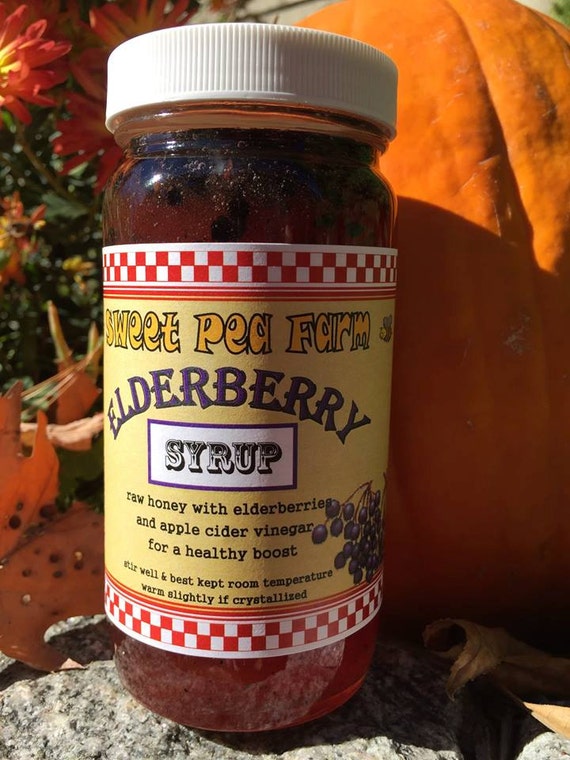 Sweet Pea Farm
ELDERBERRY
SYRUP
raw honey with elderberries
and apple cider vinegar
for a healthy boost
stir well & best kept room temperature
warm slightly if crystallized